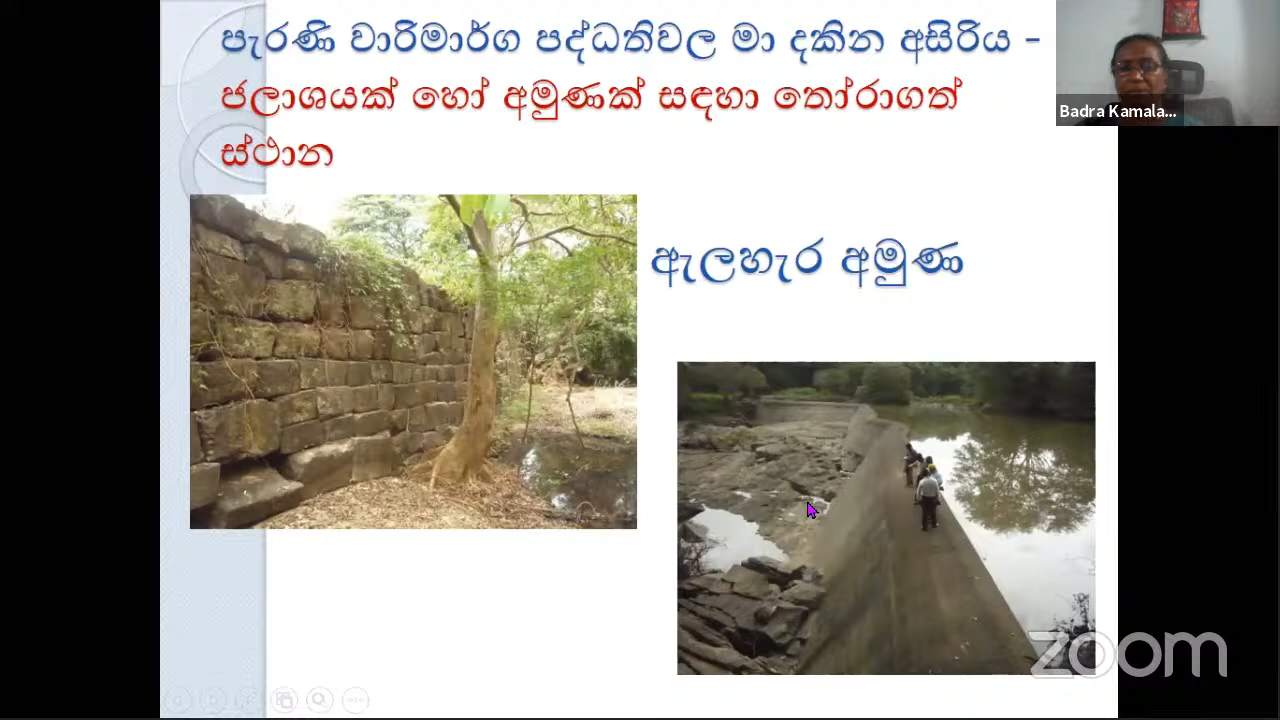 පැරණි වාරිමාර්ග පද්ධතිවල මා දකින අසිරිය -
ජලාශයක් හෝ අමුණක් සඳහා තෝරාගත්
ස්ථාන
Badra Kamala...
ඇලහැර අමුණ
zoom